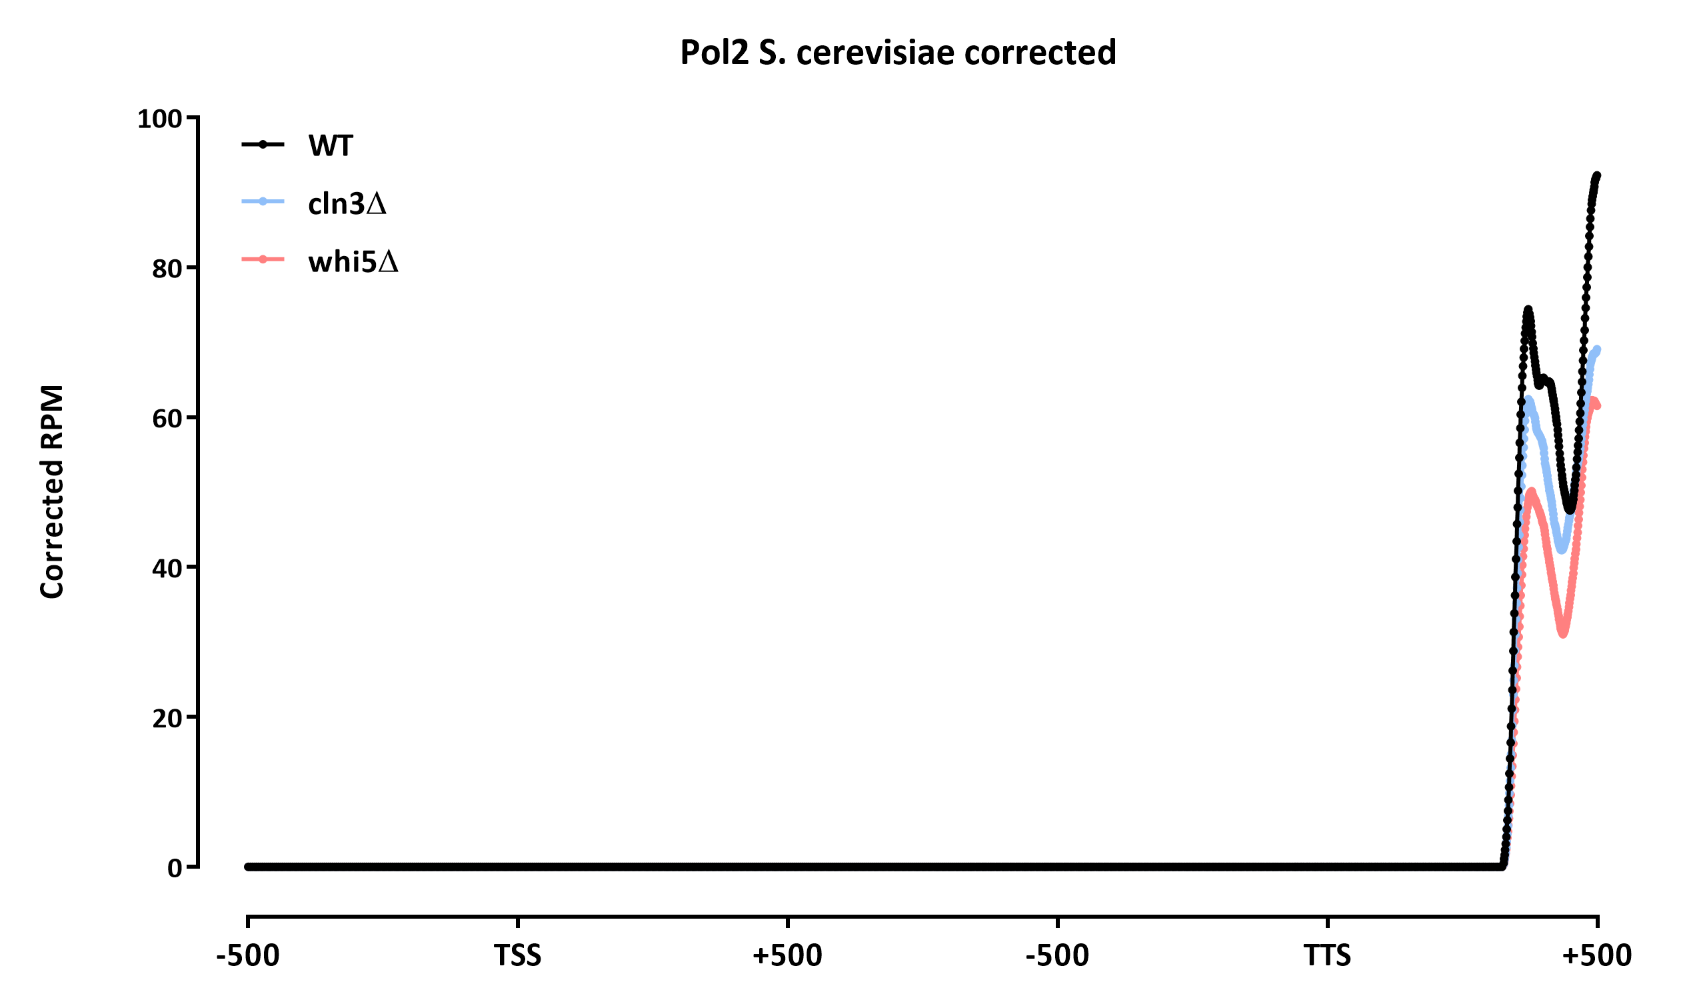 Pol2 S. cerevisiae corrected
100
80
60
40
20
0
Corrected RPM
WT
cln3Δ
whi5Δ
-500
TSS
+500
-500
TTS
+500